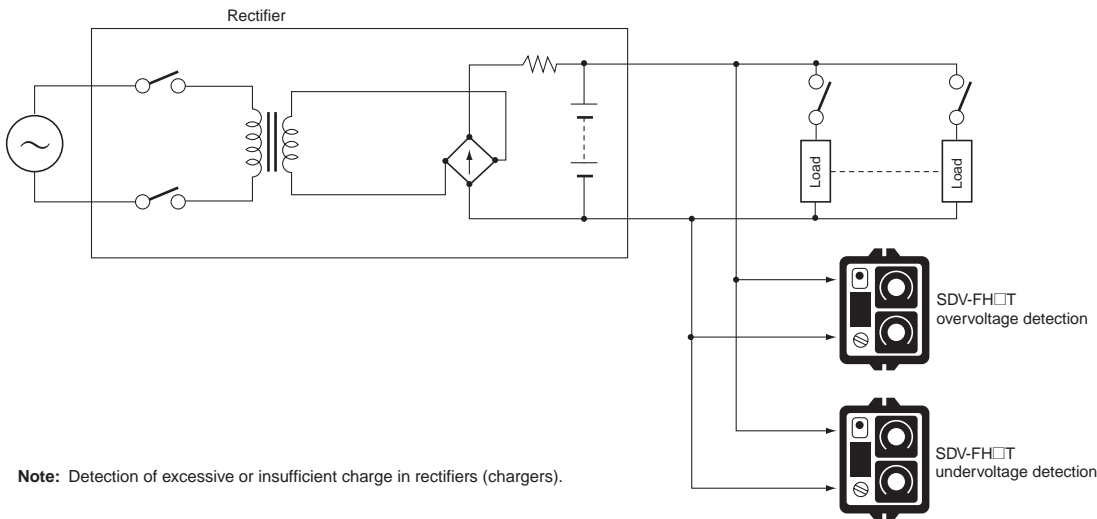 Rectifier
Load
Load
SDV-FH□T
overvoltage detection
SDV-FH□T
undervoltage detection
Note: Detection of excessive or insufficient charge in rectifiers (chargers).